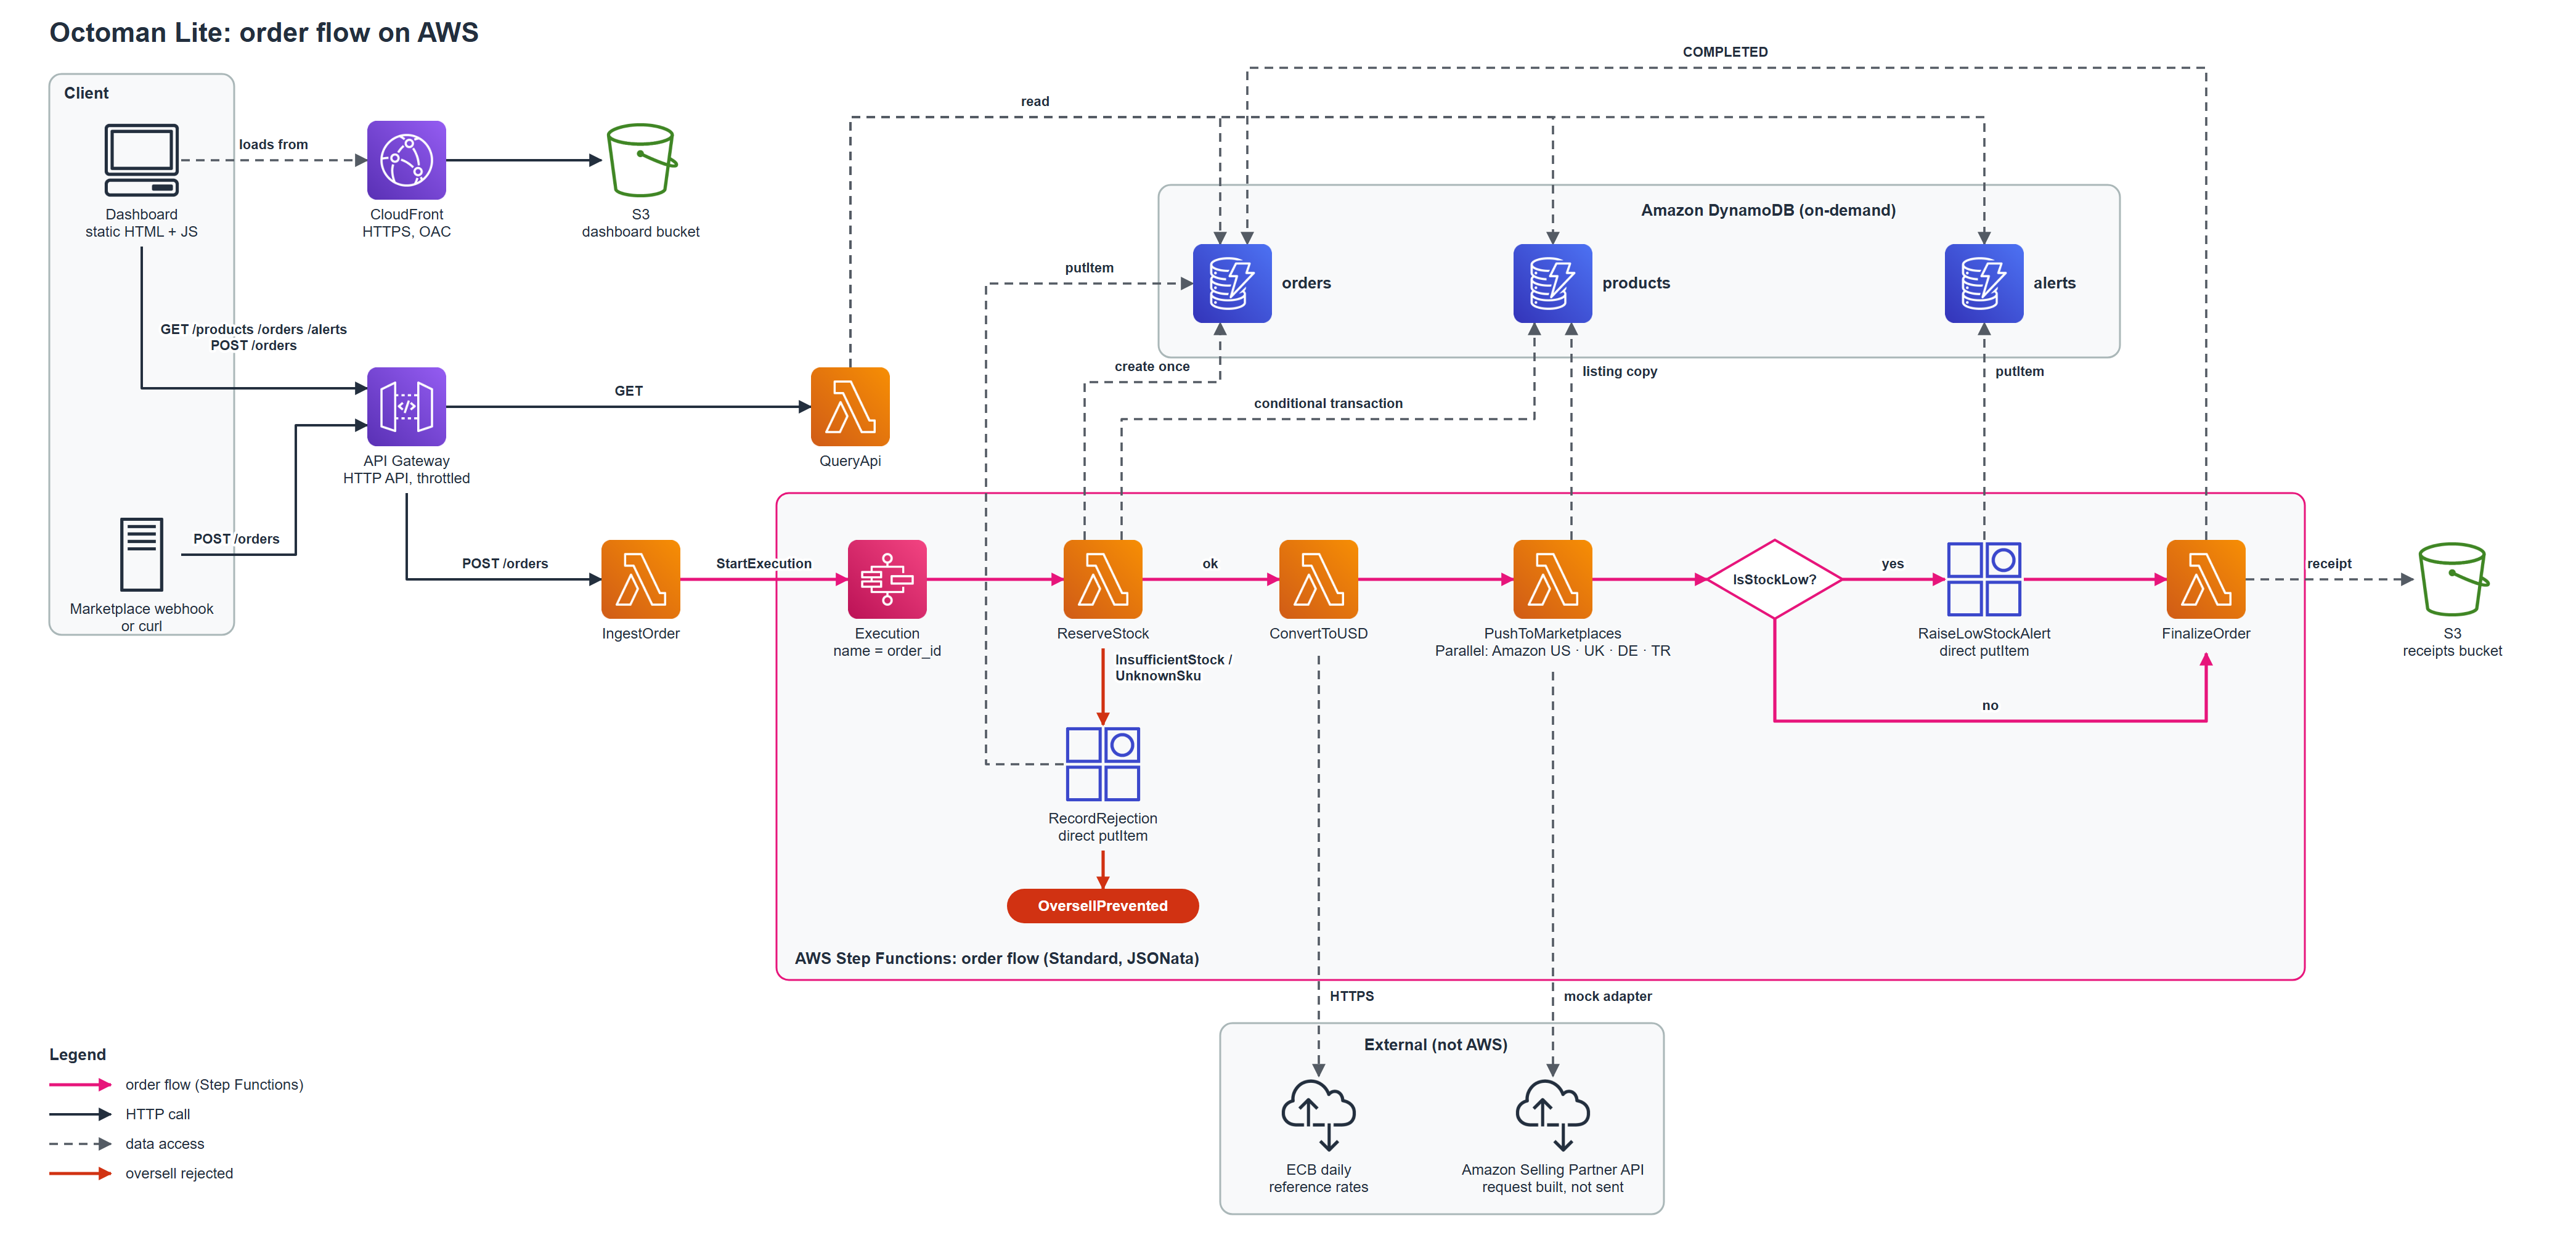 Octoman Lite: order flow on AWS
COMPLETED
Client
read
loads from
Dashboard
static HTML + JS
CloudFront
HTTPS, OAC
S3
dashboard bucket
Amazon DynamoDB (on-demand)
putItem
orders
products
alerts
GET /products /orders /alerts
POST /orders
create once
listing copy
putItem
GET
conditional transaction
API Gateway
HTTP API, throttled
QueryApi
POST /orders
Marketplace webhook
or curl
POST /orders
StartExecution
ok
IsStockLow?
yes
receipt
IngestOrder
Execution
name = order_id
ReserveStock
ConvertToUSD
PushToMarketplaces
Parallel: Amazon US · UK · DE · TR
RaiseLowStockAlert
direct putItem
FinalizeOrder
S3
receipts bucket
InsufficientStock /
UnknownSku
no
RecordRejection
direct putItem
OversellPrevented
AWS Step Functions: order flow (Standard, JSONata)
HTTPS
mock adapter
External (not AWS)
ECB daily
reference rates
Amazon Selling Partner API
request built, not sent
Legend
order flow (Step Functions)
HTTP call
data access
oversell rejected